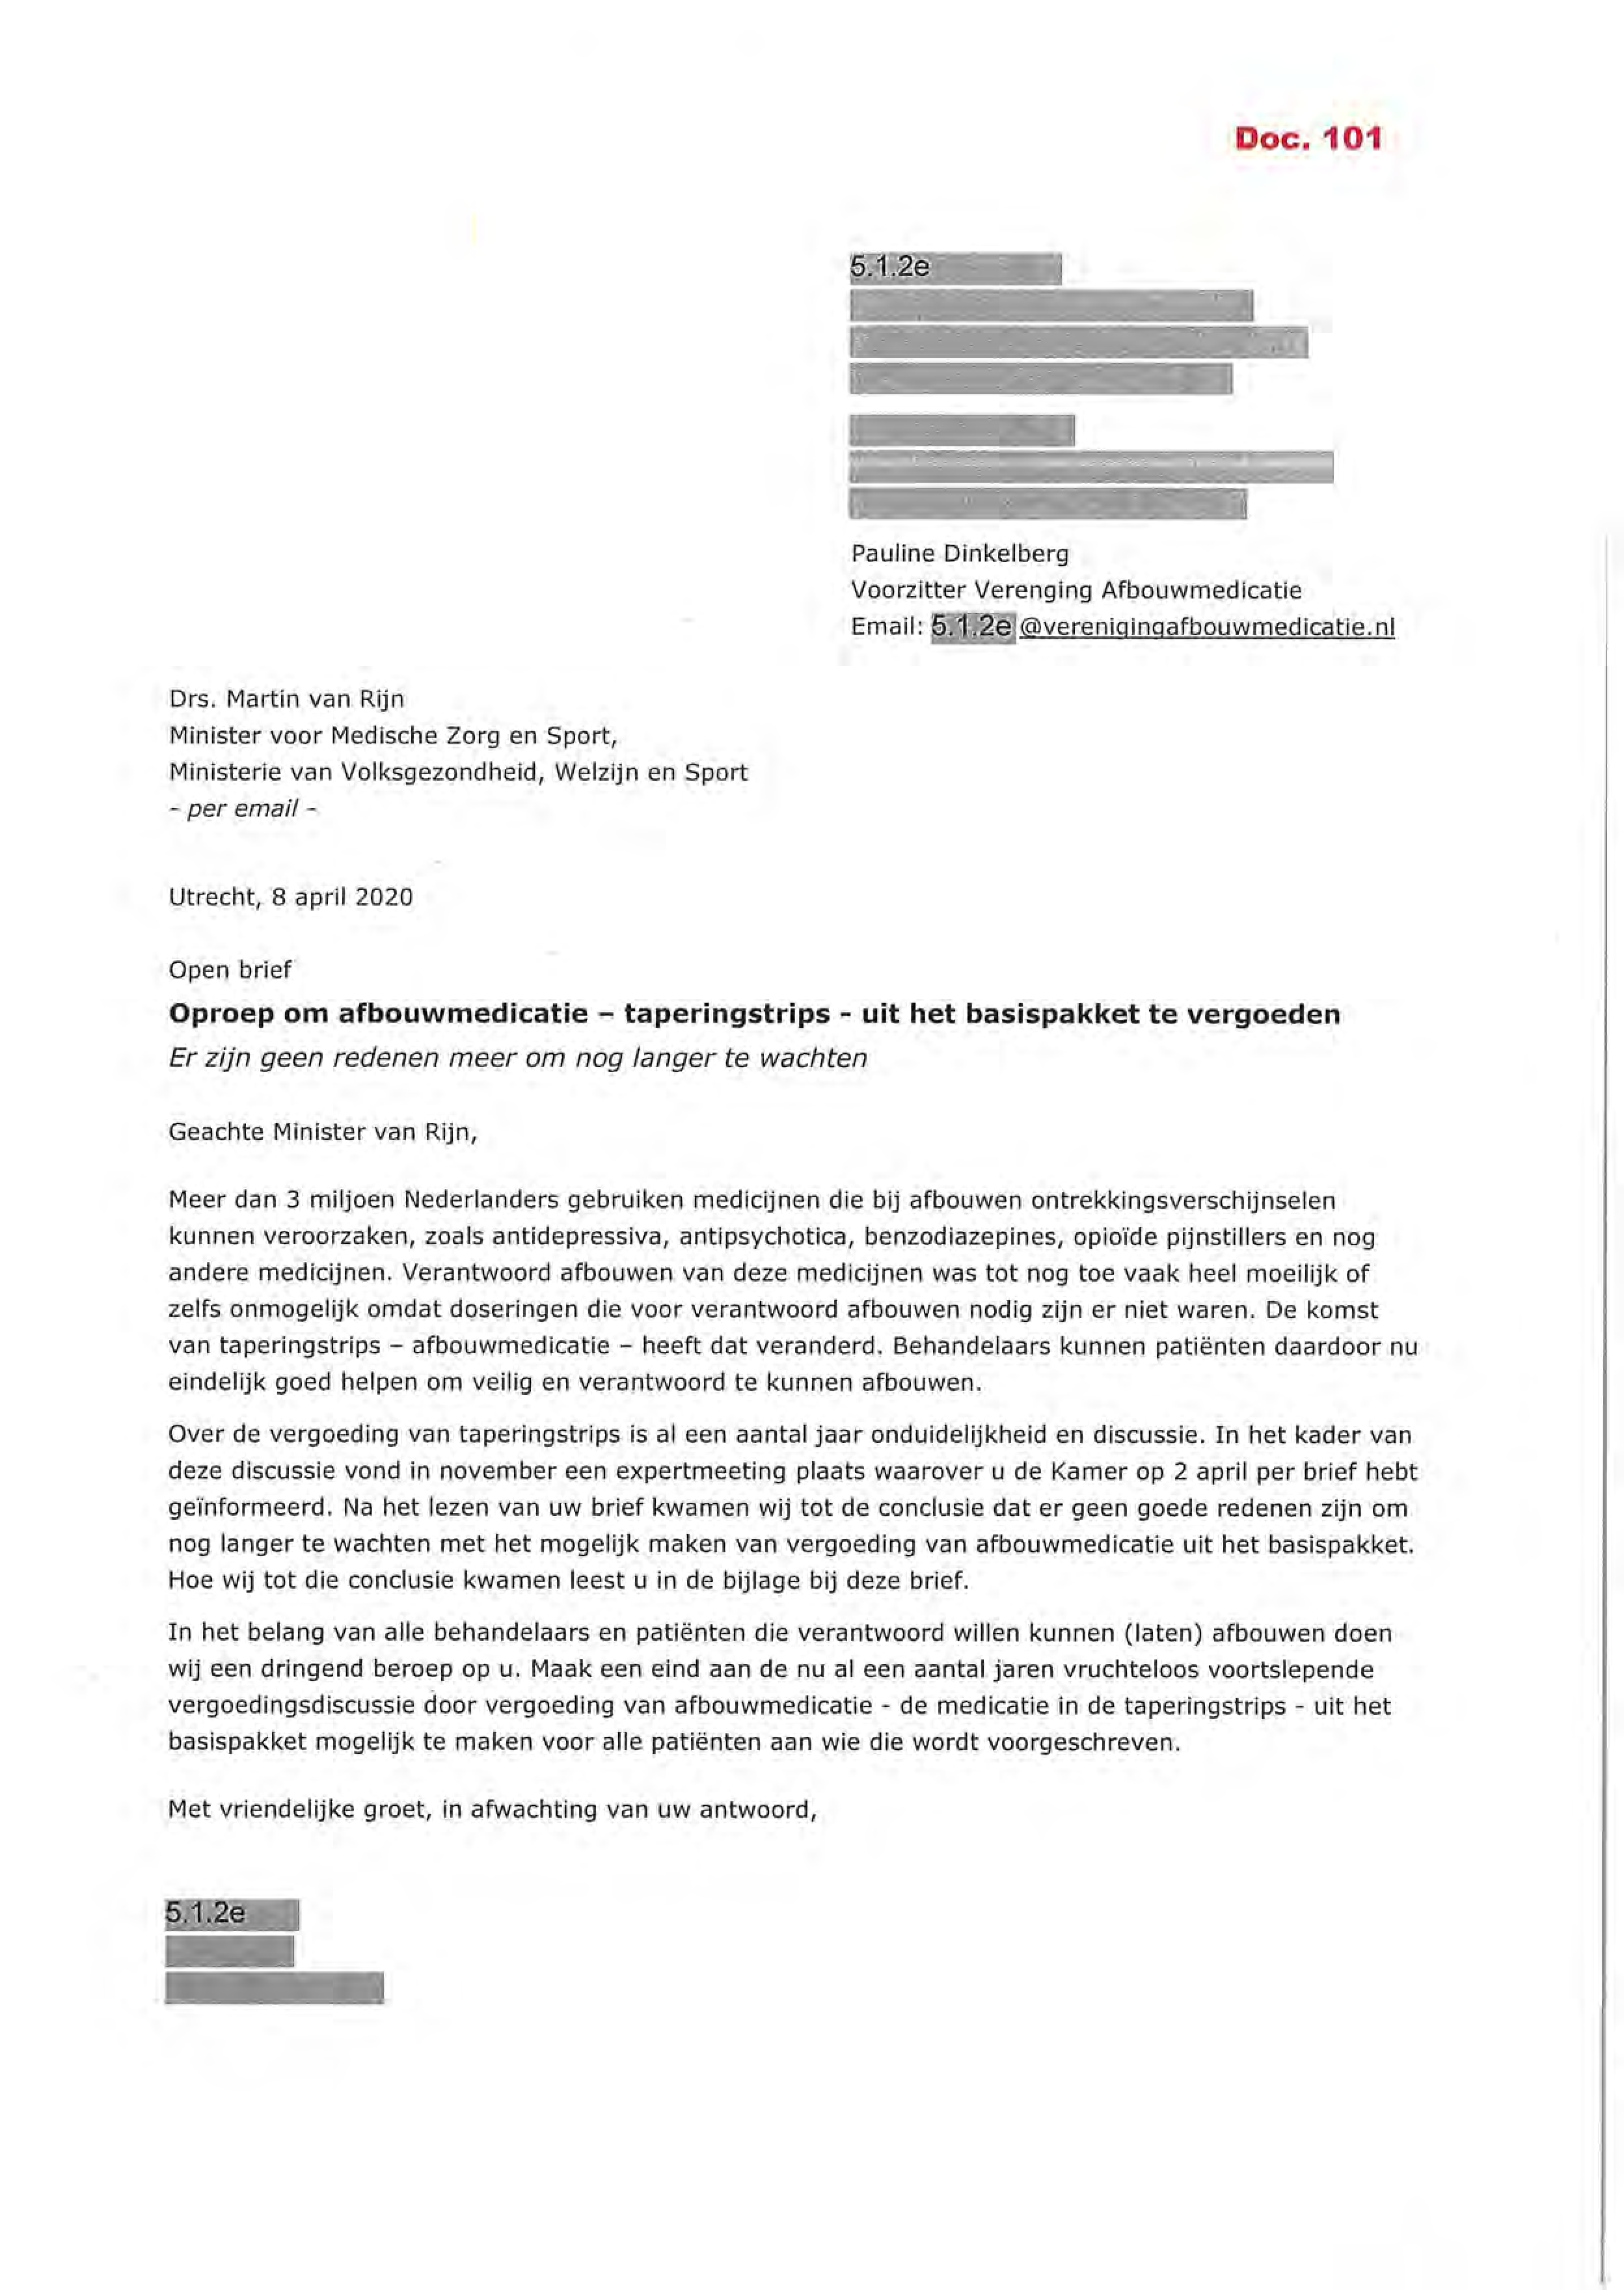 Doc. 101
5.1.2e
Pauline Dinkelberg
Voorzitter Verenging Afbouwmedicatie
Email: 5.1.2e @verenigingafbouwmedicatie.nl
Drs. Martin van Rijn
Minister voor Medische Zorg en Sport,
Ministerie van Volksgezondheid, Welzijn en Sport
- per email -
Utrecht, 8 april 2020
Open brief
Oproep om afbouwmedicatie – taperingstrips - uit het basispakket te vergoeden
Er zijn geen redenen meer om nog langer te wachten
Geachte Minister van Rijn,
Meer dan 3 miljoen Nederlanders gebruiken medicijnen die bij afbouwen ontrekkingsverschijnselen
kunnen veroorzaken, zoals antidepressiva, antipsychotica, benzodiazepines, opioïde pijnstillers en nog
andere medicijnen. Verantwoord afbouwen van deze medicijnen was tot nog toe vaak heel moeilijk of
zelfs onmogelijk omdat doseringen die voor verantwoord afbouwen nodig zijn er niet waren. De komst
van taperingstrips – afbouwmedicatie – heeft dat veranderd. Behandelaars kunnen patiënten daardoor nu
eindelijk goed helpen om veilig en verantwoord te kunnen afbouwen.
Over de vergoeding van taperingstrips is al een aantal jaar onduidelijkheid en discussie. In het kader van
deze discussie vond in november een expertmeeting plaats waarover u de Kamer op 2 april per brief hebt
geïnformeerd. Na het lezen van uw brief kwamen wij tot de conclusie dat er geen goede redenen zijn om
nog langer te wachten met het mogelijk maken van vergoeding van afbouwmedicatie uit het basispakket.
Hoe wij tot die conclusie kwamen leest u in de bijlage bij deze brief.
In het belang van alle behandelaars en patiënten die verantwoord willen kunnen (laten) afbouwen doen
wij een dringend beroep op u. Maak een eind aan de nu al een aantal jaren vruchteloos voortslepende
vergoedingsdiscussie door vergoeding van afbouwmedicatie - de medicatie in de taperingstrips - uit het
basispakket mogelijk te maken voor alle patiënten aan wie die wordt voorgeschreven.
Met vriendelijke groet, in afwachting van uw antwoord,
5.1.2e